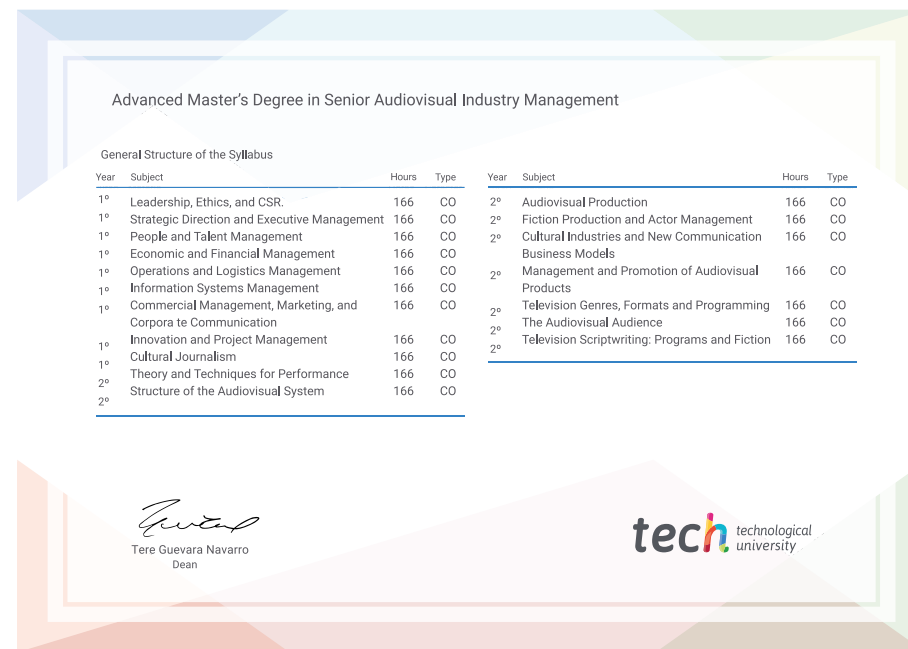 Advanced Master's Degree in Senior Audiovisual Industry Management
General Structure of the Syllabus
Year Subject Hours Type
1º Leadership, Ethics, and CSR. 166 CO
1º Strategic Direction and Executive Management 166 CO
1º People and Talent Management 166 CO
1º Economic and Financial Management 166 CO
1º Operations and Logistics Management 166 CO
1º Information Systems Management 166 CO
1º Commercial Management, Marketing, and 166 CO
Corpora te Communication
1º Innovation and Project Management 166 CO
1º Cultural Journalism 166 CO
2º Theory and Techniques for Performance 166 CO
2º Structure of the Audiovisual System 166 CO
Year Subject Hours Type
2º Audiovisual Production 166 CO
2º Fiction Production and Actor Management 166 CO
2º Cultural Industries and New Communication 166 CO
Business Models
2º Management and Promotion of Audiovisual 166 CO
Products
2º Television Genres, Formats and Programming 166 CO
2º The Audiovisual Audience 166 CO
2º Television Scriptwriting: Programs and Fiction 166 CO
Tere Guevara Navarro
Dean
tech technological
university